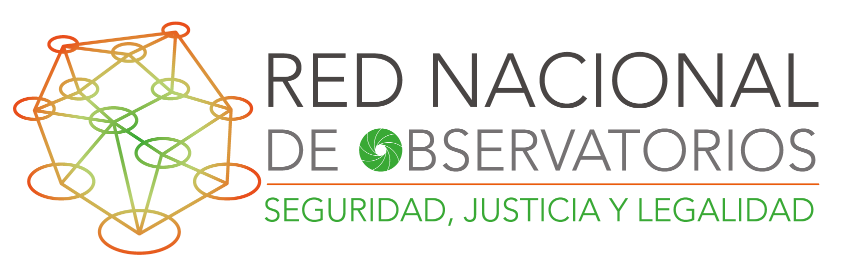 RED NACIONAL
DE OBSERVATORIOS
SEGURIDAD, JUSTICIA Y LEGALIDAD